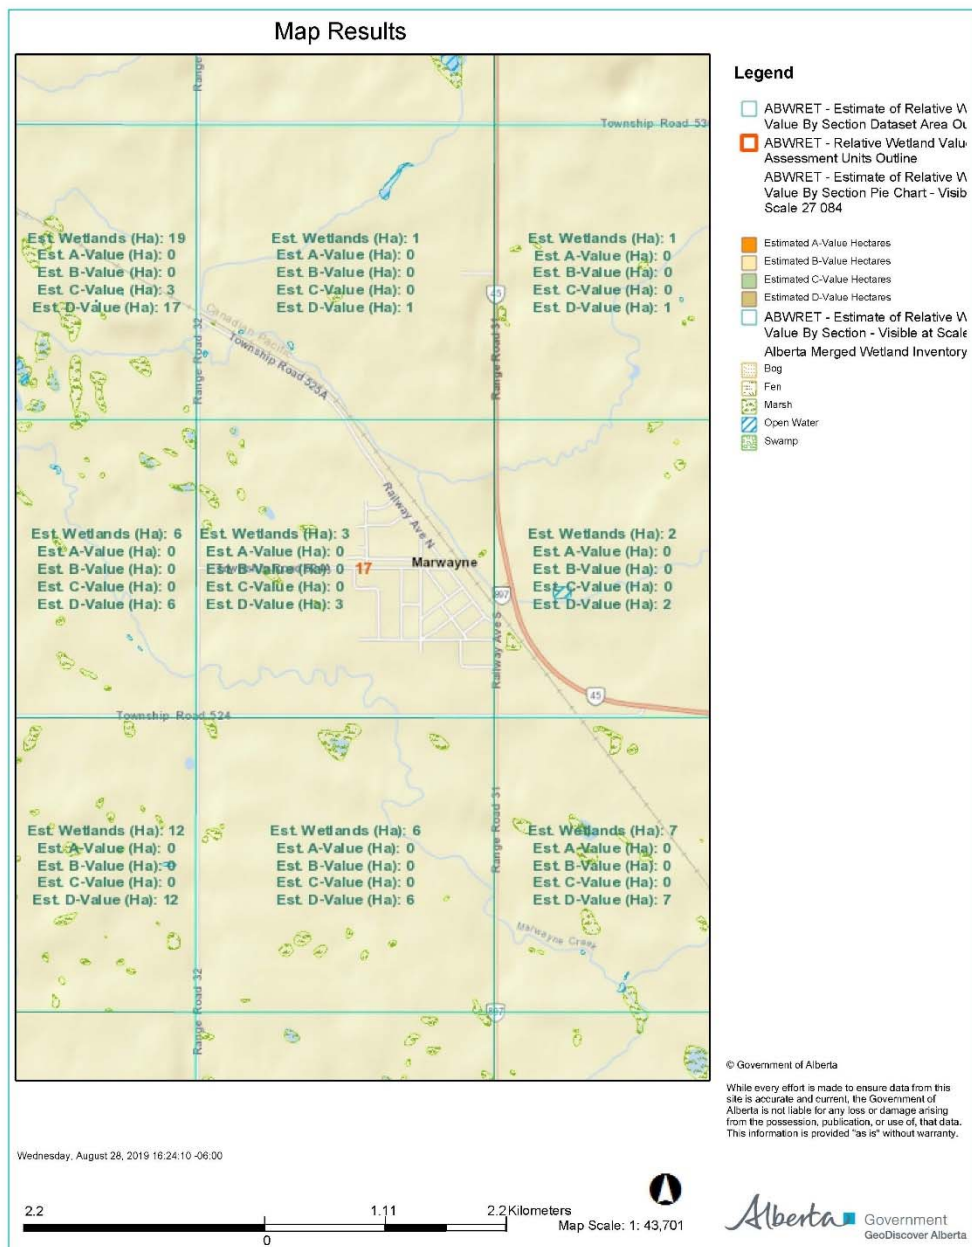 Map Results
Range
Township Road 53
Est. Wetlands (Ha): 19
Est. A-Value (Ha): 0
Est. B-Value (Ha): 0
Est. C-Value (Ha): 3
Est. D-Value (Ha): 17
Est. Wetlands (Ha): 1
Est. A-Value (Ha): 0
Est. B-Value (Ha): 0
Est. C-Value (Ha): 0
Est. D-Value (Ha): 1
Est. Wetlands (Ha): 1
Est. A-Value (Ha): 0
Est. B-Value (Ha): 0
Est. C-Value (Ha): 0
Est. D-Value (Ha): 1
45
Canadian Pacific
Township Road 525A
Range Road 32
Range Road 31
Railway Ave N
Est. Wetlands (Ha): 6
Est. A-Value (Ha): 0
Est. B-Value (Ha): 0
Est. C-Value (Ha): 0
Est. D-Value (Ha): 6
Est. Wetlands (Ha): 3
Est. A-Value (Ha): 0
Est. B-Value (Ha): 0
Est. C-Value (Ha): 0
Est. D-Value (Ha): 3
17
Marwayne
Est. Wetlands (Ha): 2
Est. A-Value (Ha): 0
Est. B-Value (Ha): 0
Est. C-Value (Ha): 0
Est. D-Value (Ha): 2
897
Railway Ave S
45
Township Road 524
Range Road 31
Est. Wetlands (Ha): 12
Est. A-Value (Ha): 0
Est. B-Value (Ha): 0
Est. C-Value (Ha): 0
Est. D-Value (Ha): 12
Est. Wetlands (Ha): 6
Est. A-Value (Ha): 0
Est. B-Value (Ha): 0
Est. C-Value (Ha): 0
Est. D-Value (Ha): 6
Est. Wetlands (Ha): 7
Est. A-Value (Ha): 0
Est. B-Value (Ha): 0
Est. C-Value (Ha): 0
Est. D-Value (Ha): 7
Marwayne Creek
Range Road 32
897
Legend
ABWRET - Estimate of Relative W
Value By Section Dataset Area Ou
ABWRET - Relative Wetland Value
Assessment Units Outline
ABWRET - Estimate of Relative W
Value By Section Pie Chart - Visib
Scale 27 084
Estimated A-Value Hectares
Estimated B-Value Hectares
Estimated C-Value Hectares
Estimated D-Value Hectares
ABWRET - Estimate of Relative W
Value By Section - Visible at Scale
Alberta Merged Wetland Inventory
Bog
Fen
Marsh
Open Water
Swamp
© Government of Alberta
While every effort is made to ensure data from this
site is accurate and current, the Government of
Alberta is not liable for any loss or damage arising
from the possession, publication, or use of, that data.
This information is provided "as is" without warranty.
Wednesday, August 28, 2019 16:24:10 -06:00
2.2
0
1.11
2.2 Kilometers
Map Scale: 1: 43,701
Alberta Government
GeoDiscover Alberta